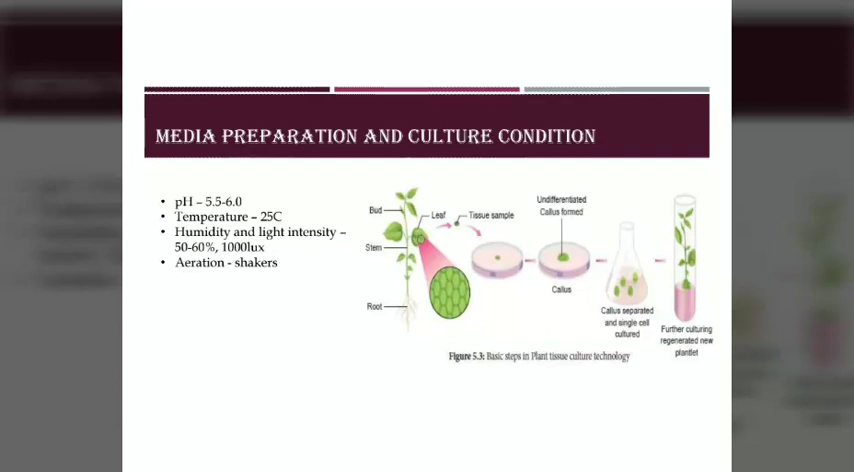 MEDIA PREPARATION AND CULTURE CONDITION
• pH – 5.5-6.0
• Temperature – 25C
• Humidity and light intensity –
50-60%, 1000lux
• Aeration - shakers
Bud
Leaf
Tissue sample
Stem
Root
Undifferentiated
Callus formed
Callus
Callus separated
and single cell
cultured
Further culturing
regenerated new
plantlet
Figure 5.3: Basic steps in Plant tissue culture technology